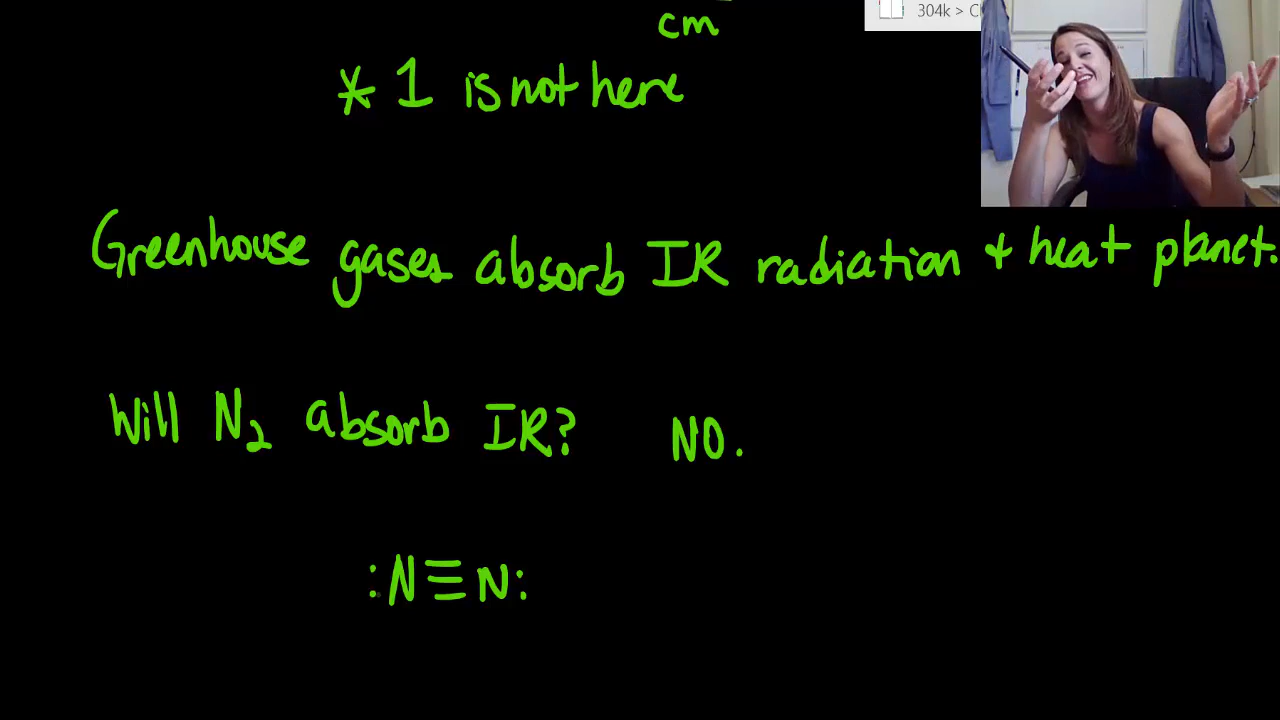 304k >
cm
* 1 is not here
Greenhouse gases absorb IR radiation + heat planet.
Will N₂ absorb IR? NO.
:N≡N: